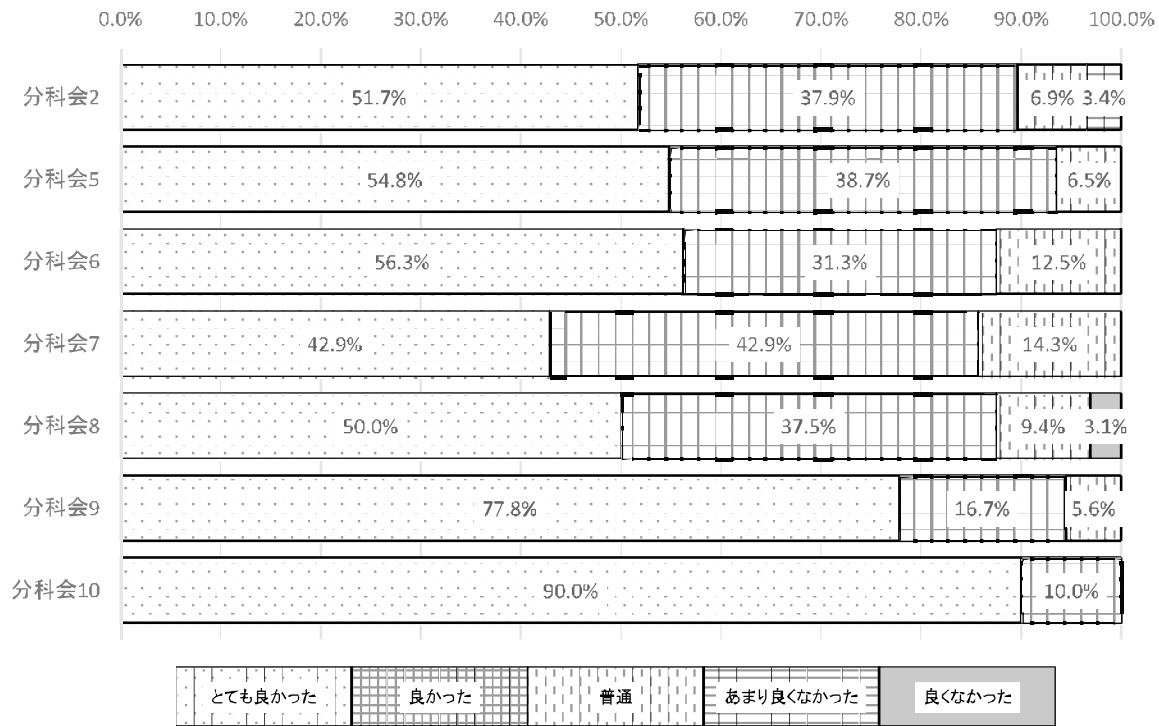 0.0% 10.0% 20.0% 30.0% 40.0% 50.0% 60.0% 70.0% 80.0% 90.0% 100.0%
分科会2 51.7% 37.9% 6.9% 3.4%
分科会5 54.8% 38.7% 6.5%
分科会6 56.3% 31.3% 12.5%
分科会7 42.9% 42.9% 14.3%
分科会8 50.0% 37.5% 9.4% 3.1%
分科会9 77.8% 16.7% 5.6%
分科会10 90.0% 10.0%
とても良かった 良かった 普通 あまり良くなかった 良くなかった